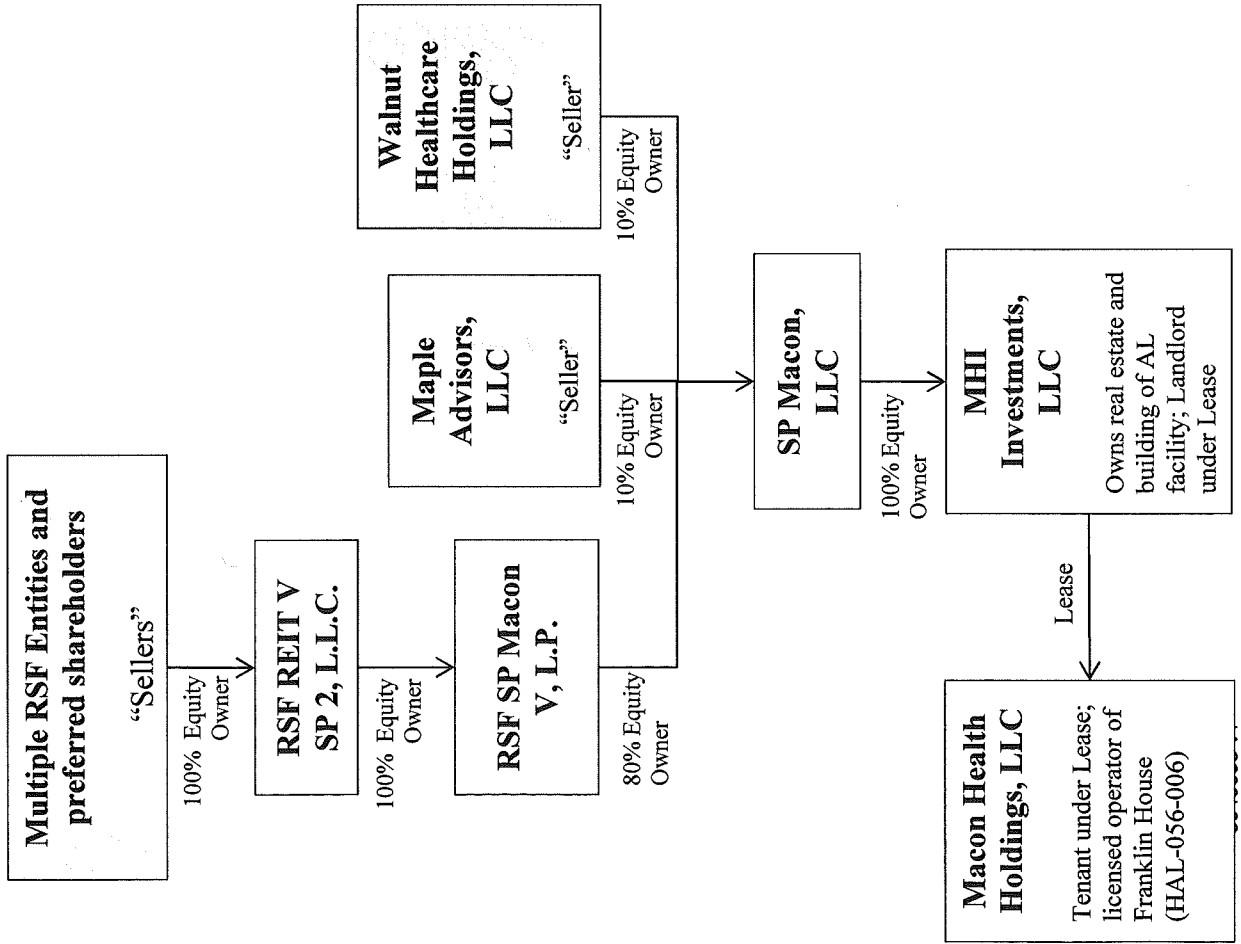 Multiple RSF Entities and
preferred shareholders
“Sellers”
100% Equity
Owner
RSF REIT V
SP 2, L.L.C.
100% Equity
Owner
RSF SP Macon
V, L.P.
80% Equity
Owner
Maple
Advisors,
LLC
“Seller”
10% Equity
Owner
Walnut
Healthcare
Holdings,
LLC
“Seller”
10% Equity
Owner
SP Macon,
LLC
100% Equity
Owner
MHI
Investments,
LLC
Owns real estate and
building of AL
facility; Landlord
under Lease
Lease
Macon Health
Holdings, LLC
Tenant under Lease;
licensed operator of
Franklin House
(HAL-056-006)